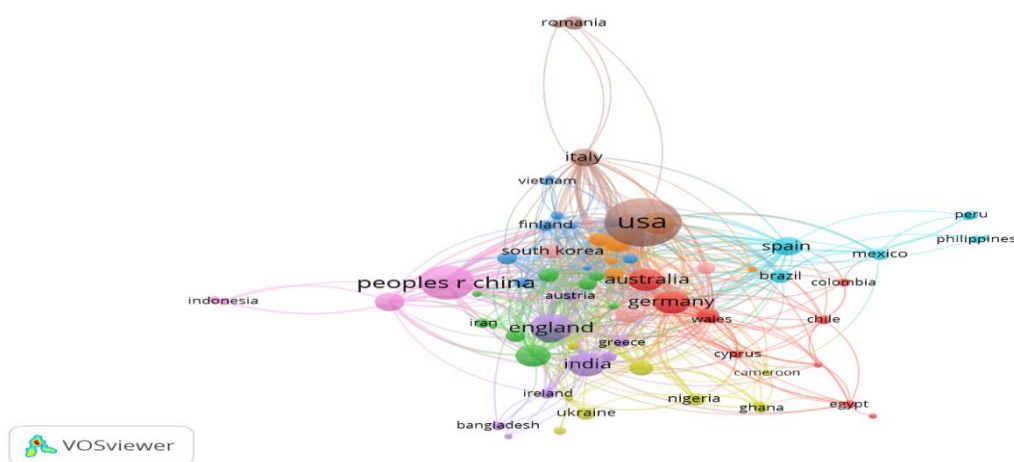 romania
italy
vietnam
usa
peru
finland
philippines
spain
south korea
mexico
brazil
australia
peoples r china
colombia
austria
indonesia
germany
wales
chile
iran
england
greece
cyprus
india
cameroon
ireland
nigeria
egypt
ghana
ukraine
bangladesh
VOSviewer